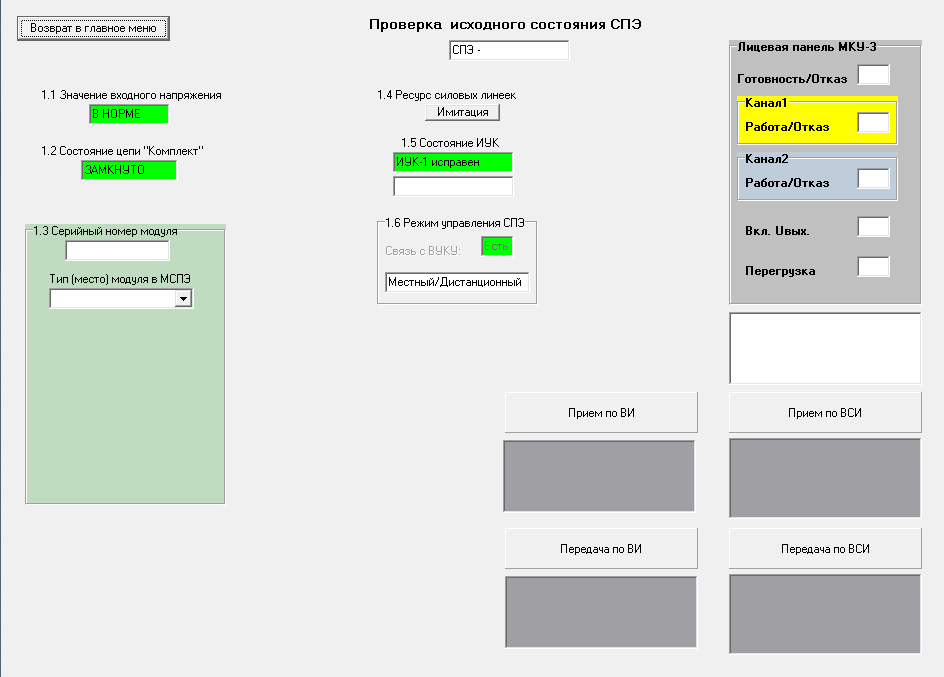 Возврат в главное меню
Проверка исходного состояния СПЭ
СПЭ -
1.1 Значение входного напряжения
В НОРМЕ
1.2 Состояние цепи "Комплект"
ЗАМКНУТО
1.3 Серийный номер модуля
Тип (место) модуля в МСПЭ
1.4 Ресурс силовых линеек
Имитация
1.5 Состояние ИУК
ИУК-1 исправен
1.6 Режим управления СПЭ
Связь с ВУКУ:
Есть
Местный/Дистанционный
Лицевая панель МКУ-3
Готовность/Отказ
Канал1
Работа/Отказ
Канал2
Работа/Отказ
Вкл. Uвых.
Перегрузка
Прием по ВИ
Прием по ВСИ
Передача по ВИ
Передача по ВСИ